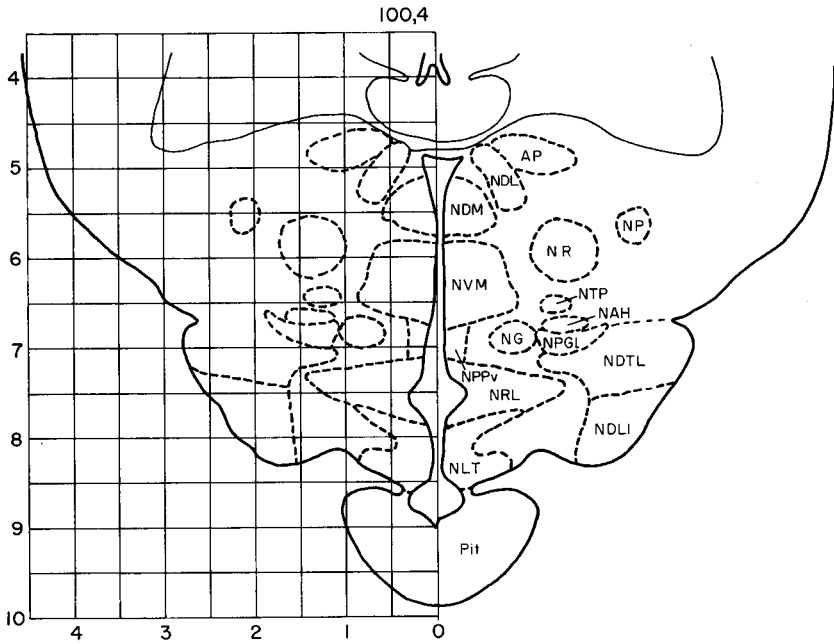 100,4
4
AP
5
NDL
NDM
NP
NR
6
NVM
NTP
NAH
NG
NPGL
7
NDTL
NPPv
NRL
NDLI
8
NLT
9
Pit
10
4 3 2 1 0